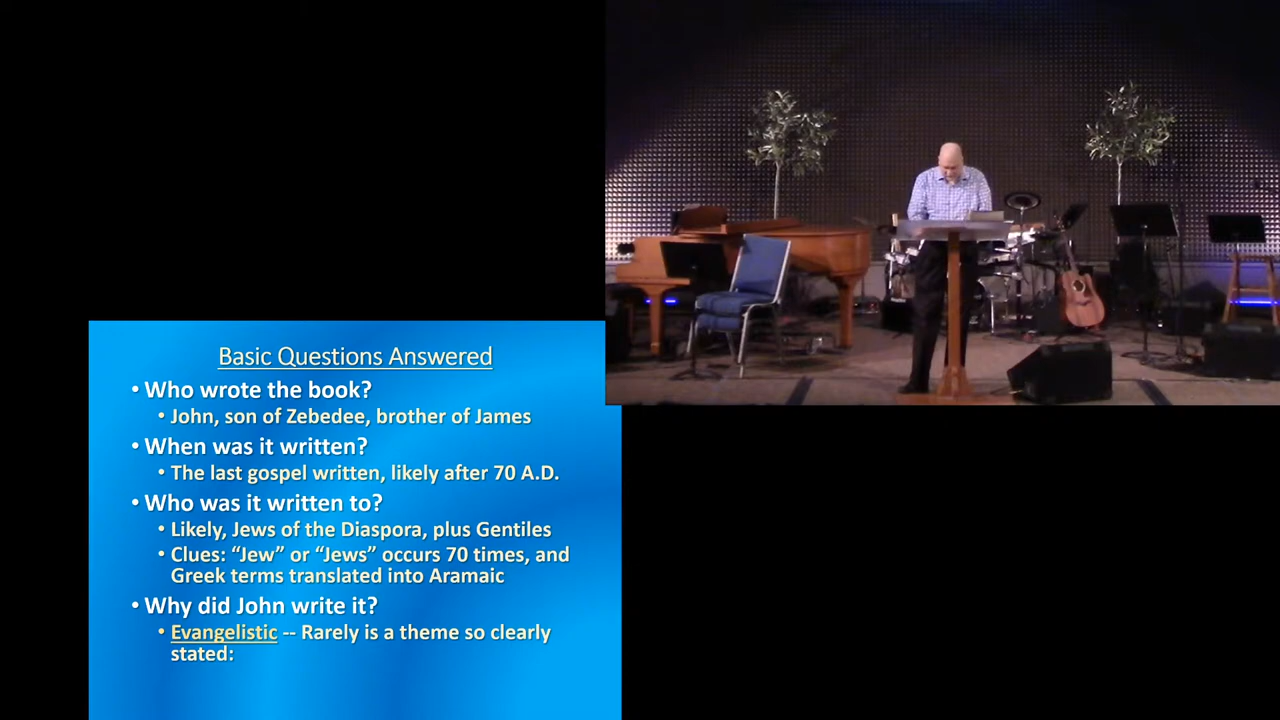 Basic Questions Answered
• Who wrote the book?
• John, son of Zebedee, brother of James
• When was it written?
• The last gospel written, likely after 70 A.D.
• Who was it written to?
• Likely, Jews of the Diaspora, plus Gentiles
• Clues: “Jew” or “Jews” occurs 70 times, and
Greek terms translated into Aramaic
• Why did John write it?
• Evangelistic -- Rarely is a theme so clearly
stated: